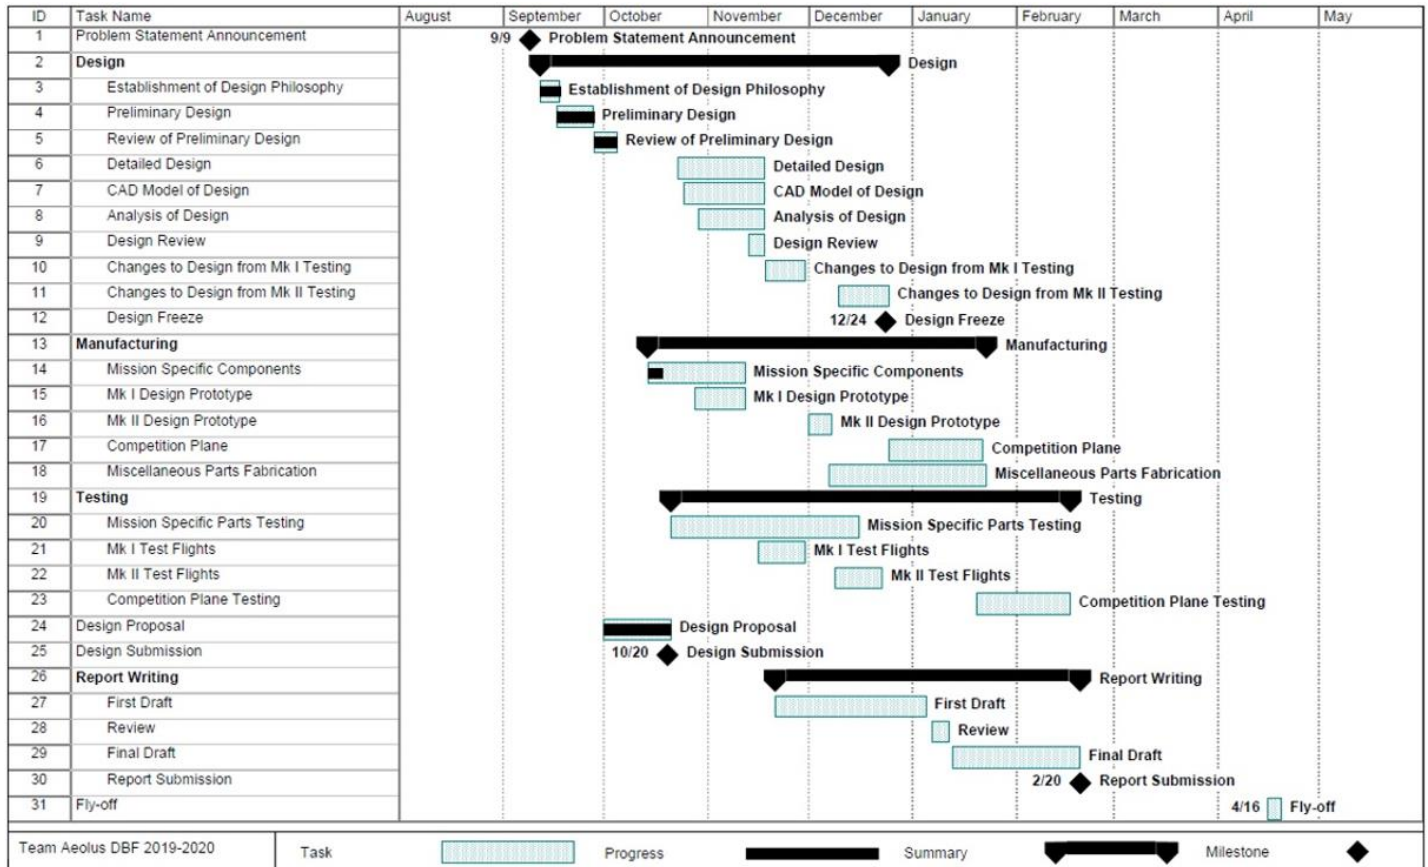 ID Task Name August September October November December January February March April May
1 Problem Statement Announcement 9/9 Problem Statement Announcement
2 Design Design
3 Establishment of Design Philosophy Establishment of Design Philosophy
4 Preliminary Design Preliminary Design
5 Review of Preliminary Design Review of Preliminary Design
6 Detailed Design Detailed Design
7 CAD Model of Design CAD Model of Design
8 Analysis of Design Analysis of Design
9 Design Review Design Review
10 Changes to Design from Mk I Testing Changes to Design from Mk I Testing
11 Changes to Design from Mk II Testing Changes to Design from Mk II Testing
12 Design Freeze 12/24 Design Freeze
13 Manufacturing Manufacturing
14 Mission Specific Components Mission Specific Components
15 Mk I Design Prototype Mk I Design Prototype
16 Mk II Design Prototype Mk II Design Prototype
17 Competition Plane Competition Plane
18 Miscellaneous Parts Fabrication Miscellaneous Parts Fabrication
19 Testing Testing
20 Mission Specific Parts Testing Mission Specific Parts Testing
21 Mk I Test Flights Mk I Test Flights
22 Mk II Test Flights Mk II Test Flights
23 Competition Plane Testing Competition Plane Testing
24 Design Proposal Design Proposal
25 Design Submission 10/20 Design Submission
26 Report Writing Report Writing
27 First Draft First Draft
28 Review Review
29 Final Draft Final Draft
30 Report Submission 2/20 Report Submission
31 Fly-off 4/16 Fly-off
Team Aeolus DBF 2019-2020 Task Progress Summary Milestone